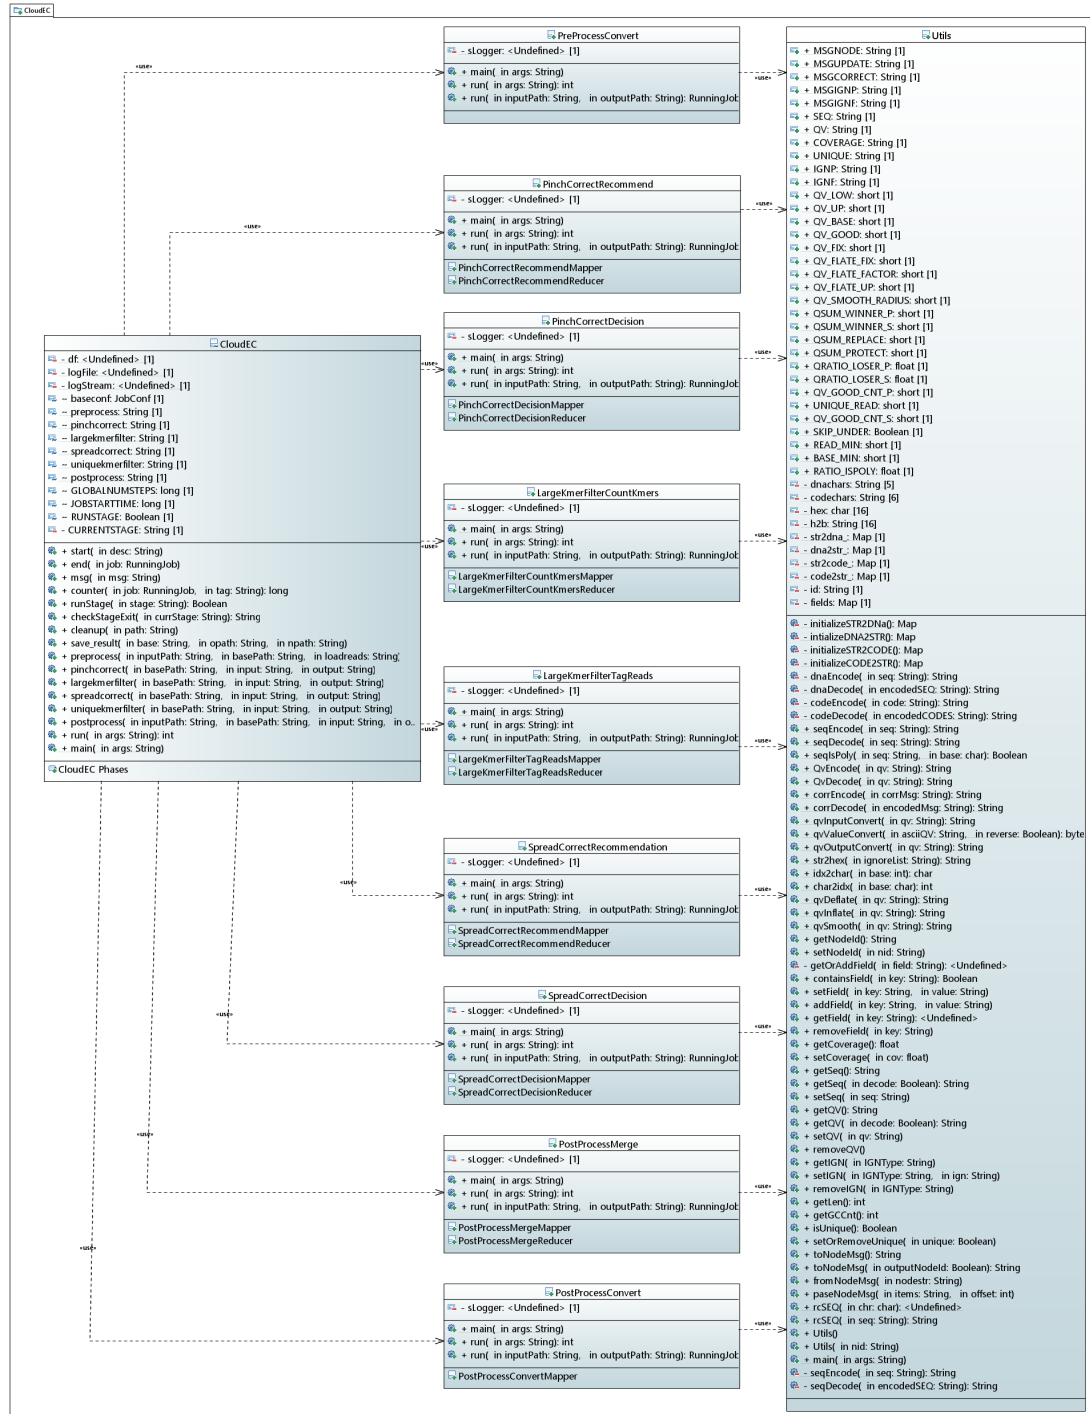 CloudEC
PreProcessConvert
- sLogger: <Undefined> [1]
+ main( in args: String)
+ run( in args: String): int
+ run( in inputPath: String, in outputPath: String): RunningJob
«use»
«use»
PinchCorrectRecommend
- sLogger: <Undefined> [1]
+ main( in args: String)
+ run( in args: String): int
+ run( in inputPath: String, in outputPath: String): RunningJob
PinchCorrectRecommendMapper
PinchCorrectRecommendReducer
«use»
«use»
PinchCorrectDecision
- sLogger: <Undefined> [1]
+ main( in args: String)
+ run( in args: String): int
+ run( in inputPath: String, in outputPath: String): RunningJob
PinchCorrectDecisionMapper
PinchCorrectDecisionReducer
«use»
«use»
CloudEC
- df: <Undefined> [1]
- logFile: <Undefined> [1]
- logStream: <Undefined> [1]
~ baseconf: JobConf [1]
~ preprocess: String [1]
~ pinchcorrect: String [1]
~ largekmerfilter: String [1]
~ spreadcorrect: String [1]
~ uniquekmerfilter: String [1]
~ postprocess: String [1]
~ GLOBALNUMSTEPS: long [1]
~ JOBSTARTTIME: long [1]
~ RUNSTAGE: Boolean [1]
- CURRENTSTAGE: String [1]
+ start( in desc: String)
+ end( in job: RunningJob)
+ msg( in msg: String)
+ counter( in job: RunningJob, in tag: String): long
+ runStage( in stage: String): Boolean
+ checkStageExit( in currStage: String): String
+ cleanup( in path: String)
+ save_result( in base: String, in opath: String, in npath: String)
+ preprocess( in inputPath: String, in basePath: String, in loadreads: String)
+ pinchcorrect( in basePath: String, in input: String, in output: String)
+ largekmerfilter( in basePath: String, in input: String, in output: String)
+ spreadcorrect( in basePath: String, in input: String, in output: String)
+ uniquekmerfilter( in basePath: String, in input: String, in output: String)
+ postprocess( in inputPath: String, in basePath: String, in input: String, in o..
+ run( in args: String): int
+ main( in args: String)
CloudEC Phases
LargeKmerFilterCountKmers
- sLogger: <Undefined> [1]
+ main( in args: String)
+ run( in args: String): int
+ run( in inputPath: String, in outputPath: String): RunningJob
LargeKmerFilterCountKmersMapper
LargeKmerFilterCountKmersReducer
«use»
«use»
LargeKmerFilterTagReads
- sLogger: <Undefined> [1]
+ main( in args: String)
+ run( in args: String): int
+ run( in inputPath: String, in outputPath: String): RunningJob
LargeKmerFilterTagReadsMapper
LargeKmerFilterTagReadsReducer
«use»
«use»
SpreadCorrectRecommendation
- sLogger: <Undefined> [1]
+ main( in args: String)
+ run( in args: String): int
+ run( in inputPath: String, in outputPath: String): RunningJob
SpreadCorrectRecommendMapper
SpreadCorrectRecommendReducer
«use»
«use»
SpreadCorrectDecision
- sLogger: <Undefined> [1]
+ main( in args: String)
+ run( in args: String): int
+ run( in inputPath: String, in outputPath: String): RunningJob
SpreadCorrectDecisionMapper
SpreadCorrectDecisionReducer
«use»
«use»
PostProcessMerge
- sLogger: <Undefined> [1]
+ main( in args: String)
+ run( in args: String): int
+ run( in inputPath: String, in outputPath: String): RunningJob
PostProcessMergeMapper
PostProcessMergeReducer
«use»
«use»
PostProcessConvert
- sLogger: <Undefined> [1]
+ main( in args: String)
+ run( in args: String): int
+ run( in inputPath: String, in outputPath: String): RunningJob
PostProcessConvertMapper
«use»
«use»
Utils
+ MSGNODE: String [1]
+ MSGUPDATE: String [1]
+ MSGCORRECT: String [1]
+ MSGIGNP: String [1]
+ MSGIGNF: String [1]
+ SEQ: String [1]
+ QV: String [1]
+ COVERAGE: String [1]
+ UNIQUE: String [1]
+ IGNP: String [1]
+ IGNF: String [1]
+ QV_LOW: short [1]
+ QV_UP: short [1]
+ QV_BASE: short [1]
+ QV_GOOD: short [1]
+ QV_FIX: short [1]
+ QV_FLATE_FIX: short [1]
+ QV_FLATE_FACTOR: short [1]
+ QV_FLATE_UP: short [1]
+ QV_SMOOTH_RADIUS: short [1]
+ QSUM_WINNER_P: short [1]
+ QSUM_WINNER_S: short [1]
+ QSUM_REPLACE: short [1]
+ QSUM_PROTECT: short [1]
+ QRATIO_LOSER_P: float [1]
+ QRATIO_LOSER_S: float [1]
+ QV_GOOD_CNT_P: short [1]
+ UNIQUE_READ: short [1]
+ QV_GOOD_CNT_S: short [1]
+ SKIP_UNDER: Boolean [1]
+ READ_MIN: short [1]
+ BASE_MIN: short [1]
+ RATIO_ISPOLY: float [1]
- dnachars: String [5]
- codechars: String [6]
- hex: char [16]
- h2b: String [16]
- str2dna_: Map [1]
- dna2str_: Map [1]
- str2code_: Map [1]
- code2str_: Map [1]
- id: String [1]
- fields: Map [1]
- initializeSTR2DNa(): Map
- intializeDNA2STR(): Map
- initializeSTR2CODE(): Map
- initializeCODE2STR(): Map
- dnaEncode( in seq: String): String
- dnaDecode( in encodedSEQ: String): String
- codeEncode( in code: String): String
- codeDecode( in encodedCODES: String): String
+ seqEncode( in seq: String): String
+ seqDecode( in seq: String): String
+ seqIsPoly( in seq: String, in base: char): Boolean
+ QvEncode( in qv: String): String
+ QvDecode( in qv: String): String
+ corrEncode( in corrMsg: String): String
+ corrDecode( in encodedMsg: String): String
+ qvInputConvert( in qv: String): String
+ qvValueConvert( in asciiQV: String, in reverse: Boolean): byte
+ qvOutputConvert( in qv: String): String
+ str2hex( in ignoreList: String): String
+ idx2char( in base: int): char
+ char2idx( in base: char): int
+ qvDeflate( in qv: String): String
+ qvInflate( in qv: String): String
+ qvSmooth( in qv: String): String
+ getNodeId(): String
+ setNodeId( in nid: String)
- getOrAddField( in field: String): <Undefined>
+ containsField( in key: String): Boolean
+ setField( in key: String, in value: String)
+ addField( in key: String, in value: String)
+ getField( in key: String): <Undefined>
+ removeField( in key: String)
+ getCoverage(): float
+ setCoverage( in cov: float)
+ getSeq(): String
+ getSeq( in decode: Boolean): String
+ setSeq( in seq: String)
+ getQV(): String
+ getQV( in decode: Boolean): String
+ setQV( in qv: String)
+ removeQV()
+ getIGN( in IGNType: String)
+ setIGN( in IGNType: String, in ign: String)
+ removeIGN( in IGNType: String)
+ getLen(): int
+ getGCCnt(): int
+ isUnique(): Boolean
+ setOrRemoveUnique( in unique: Boolean)
+ toNodeMsg(): String
+ toNodeMsg( in outputNodeId: Boolean): String
+ fromNodeMsg( in nodestr: String)
+ paseNodeMsg( in items: String, in offset: int)
+ rcSEQ( in chr: char): <Undefined>
+ rcSEQ( in seq: String): String
+ Utils()
+ Utils( in nid: String)
+ main( in args: String)
- seqEncode( in seq: String): String
- seqDecode( in encodedSEQ: String): String